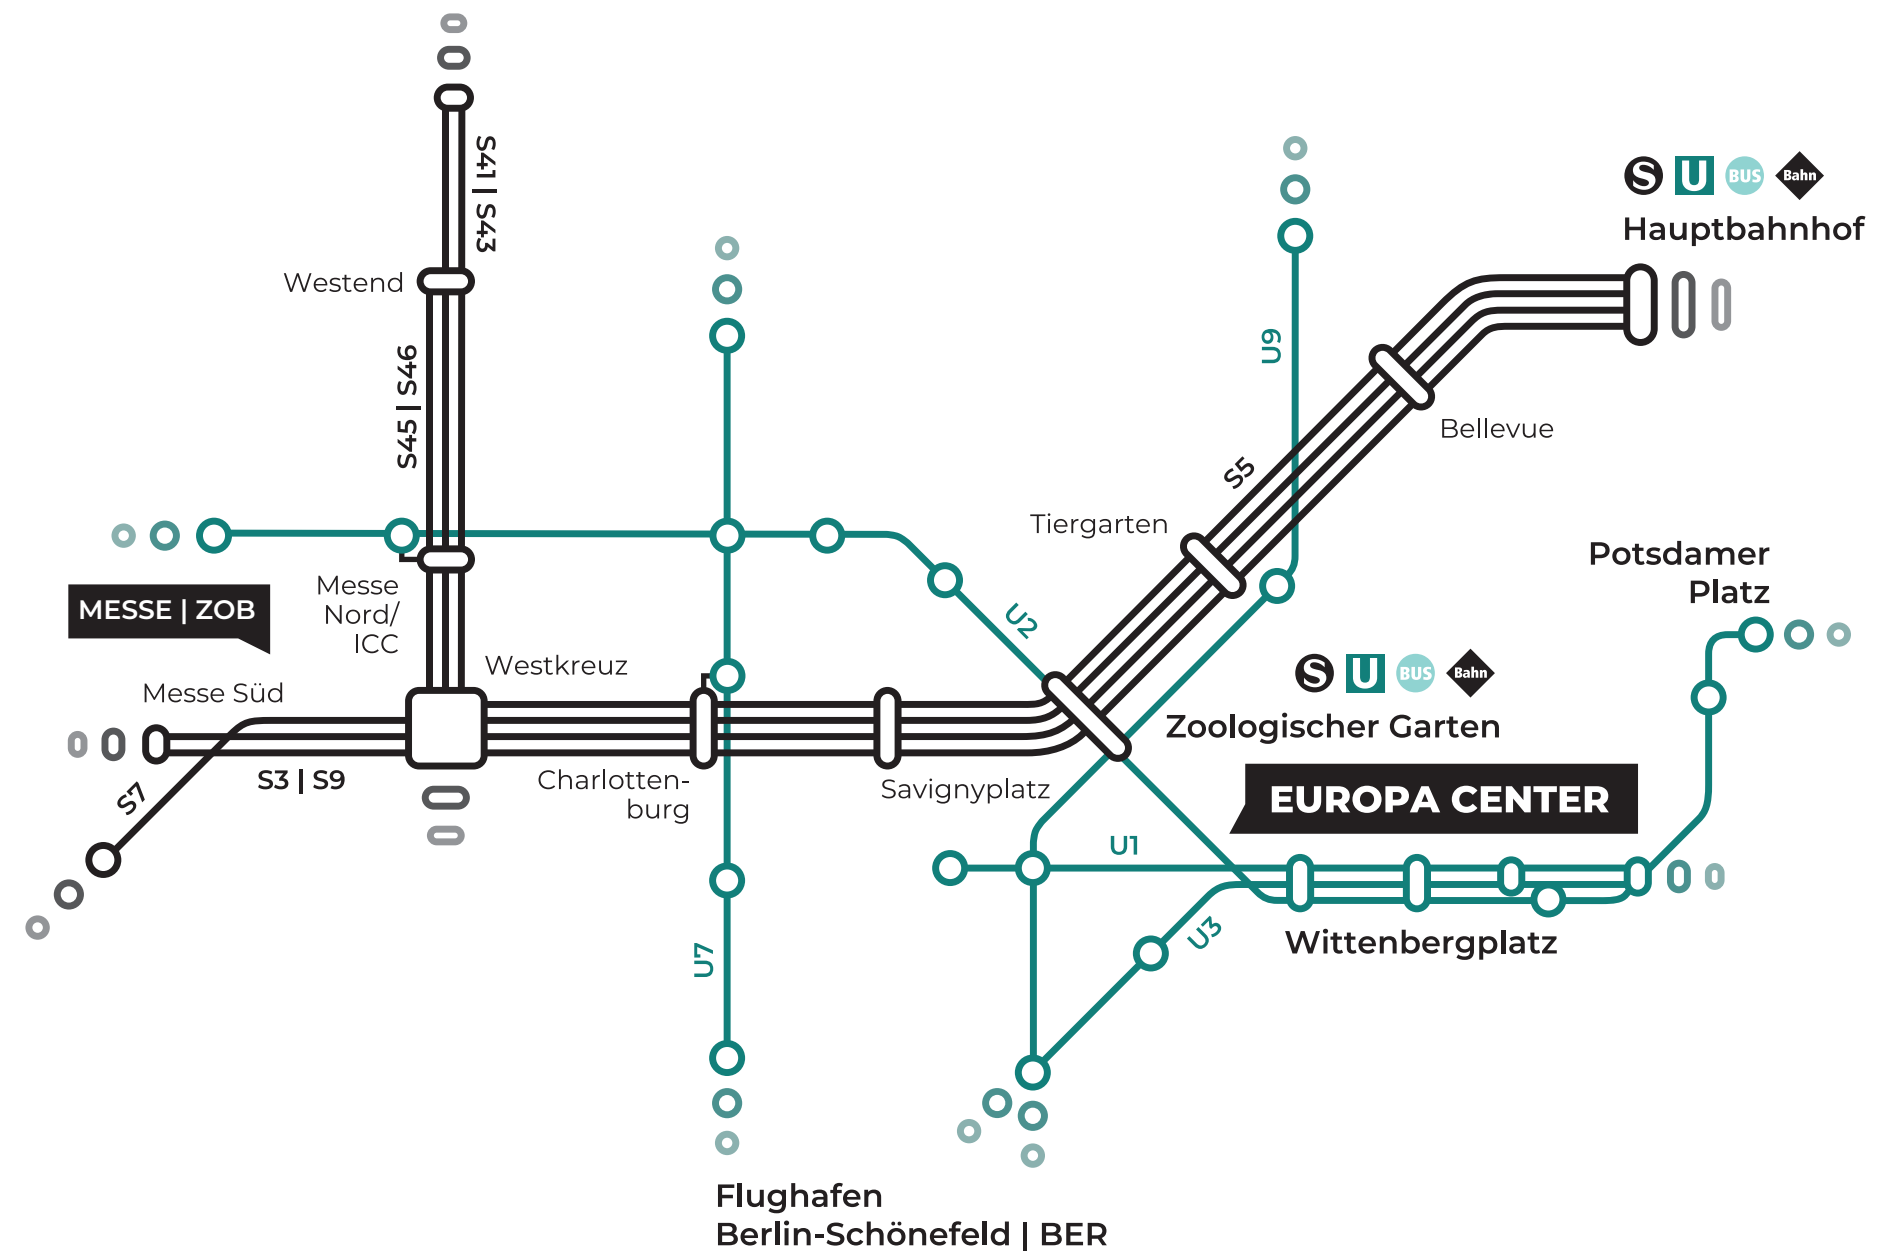 S41 | S43
S U BUS Bahn
Hauptbahnhof
Westend
U9
S45 | S46
Bellevue
S5
Tiergarten
Potsdamer
Platz
Messe
Nord/
ICC
MESSE | ZOB
U2
Westkreuz
S U BUS Bahn
Messe Süd
Zoologischer Garten
S3 | S9
S7
Charlotten-
burg
Savignyplatz
EUROPA CENTER
U1
U3
Wittenbergplatz
U7
Flughafen
Berlin-Schönefeld | BER